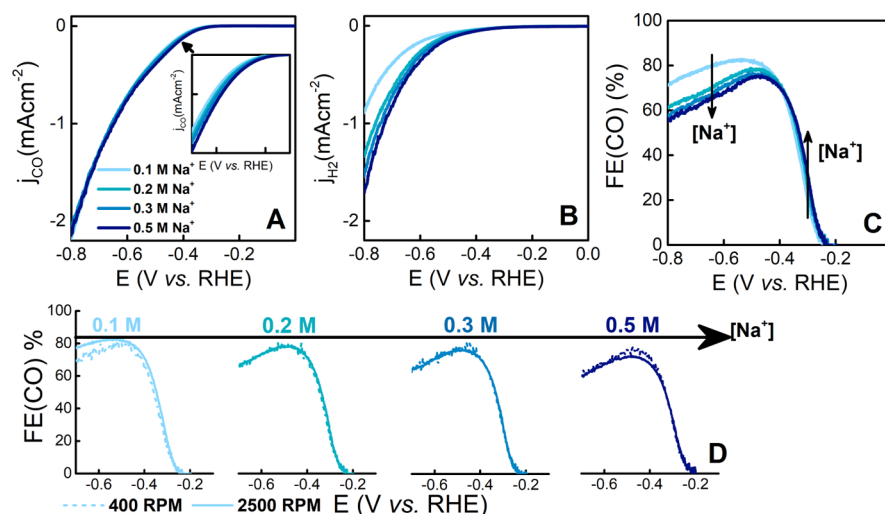 0
-1
-2
-0.8 -0.6 -0.4 -0.2
j_CO(mAcm⁻²)
E (V vs. RHE)
0.1 M Na⁺
0.2 M Na⁺
0.3 M Na⁺
0.5 M Na⁺
j_CO(mAcm⁻²)
E (V vs. RHE)
A
0
-1
-2
-0.8 -0.6 -0.4 -0.2 0.0
j_H2(mAcm⁻²)
E (V vs. RHE)
B
100
80
60
40
20
0
-0.8 -0.6 -0.4 -0.2
FE(CO) (%)
E (V vs. RHE)
[Na⁺]
[Na⁺]
C
100
80
60
40
20
0
FE(CO) %
0.1 M 0.2 M 0.3 M 0.5 M
[Na⁺]
D
-0.6 -0.4 -0.2 -0.6 -0.4 -0.2 -0.6 -0.4 -0.2 -0.6 -0.4 -0.2
400 RPM 2500 RPM E (V vs. RHE)